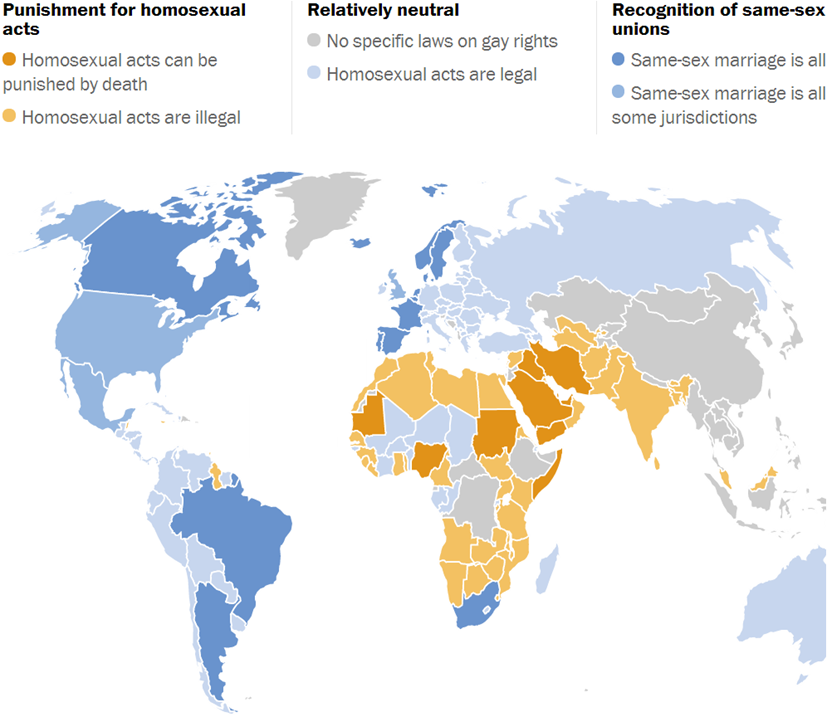 Punishment for homosexual
acts
Homosexual acts can be
punished by death
Homosexual acts are illegal
Relatively neutral
No specific laws on gay rights
Homosexual acts are legal
Recognition of same-sex
unions
Same-sex marriage is all
Same-sex marriage is all
some jurisdictions